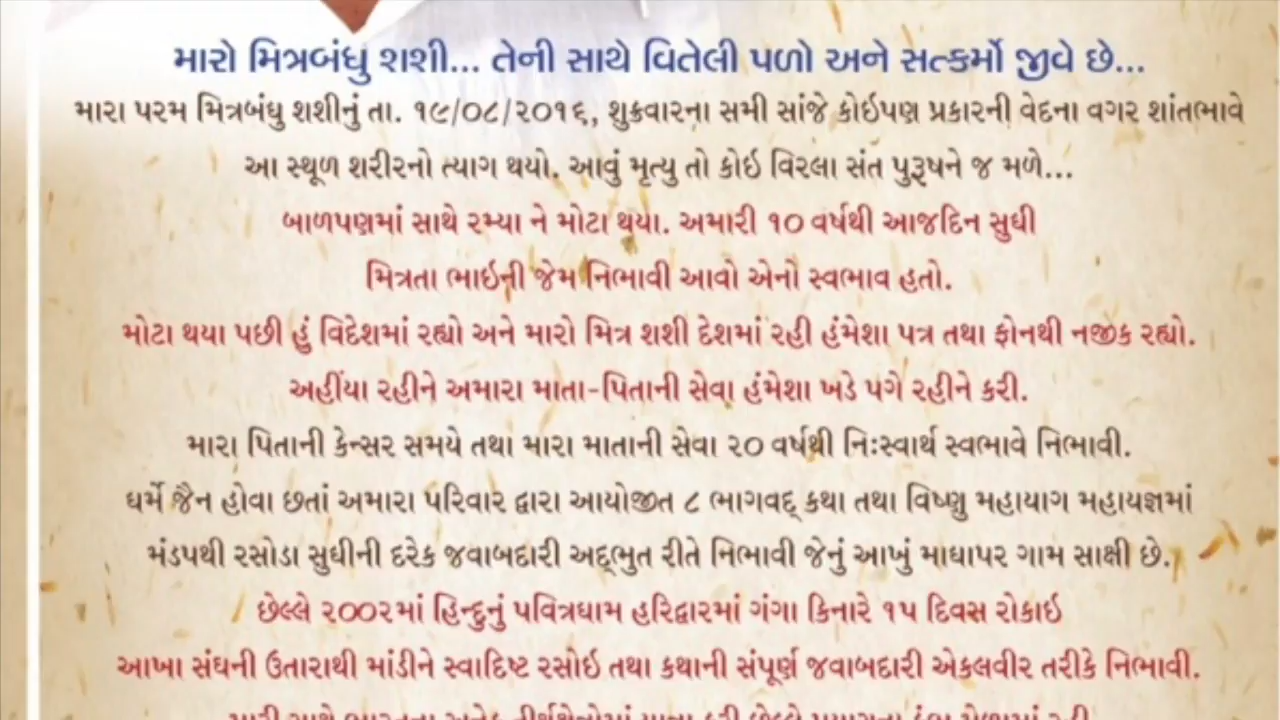 મારો મિત્રબંધુ શશી... તેની સાથે વિતેલી પળો અને સત્કર્મો જીવે છે...
મારા પરમ મિત્રબંધુ શશીનું તા. ૧૯/૦૮/૨૦૧૬, શુક્રવારના સમી સાંજે કોઇપણ પ્રકારની વેદના વગર શાંતભાવે
આ સ્થૂળ શરીરનો ત્યાગ થયો. આવું મૃત્યુ તો કોઇ વિરલા સંત પુરૂષને જ મળે...
બાળપણમાં સાથે રમ્યા ને મોટા થયા. અમારી ૧૦ વર્ષથી આજદિન સુધી
મિત્રતા ભાઇની જેમ નિભાવી આવો એનો સ્વભાવ હતો.
મોટા થયા પછી હું વિદેશમાં રહ્યો અને મારો મિત્ર શશી દેશમાં રહી હંમેશા પત્ર તથા ફોનથી નજીક રહ્યો.
અહીંયા રહીને અમારા માતા-પિતાની સેવા હંમેશા ખડે પગે રહીને કરી.
મારા પિતાની કેન્સર સમયે તથા મારા માતાની સેવા ૨૦ વર્ષથી નિઃસ્વાર્થ સ્વભાવે નિભાવી.
ધર્મે જૈન હોવા છતાં અમારા પરિવાર દ્વારા આયોજીત ૮ ભાગવદ્ કથા તથા વિષ્ણુ મહાયાગ મહાયજ્ઞમાં
મંડપથી રસોડા સુધીની દરેક જવાબદારી અદ્ભુત રીતે નિભાવી જેનું આખું માધાપર ગામ સાક્ષી છે.
છેલ્લે ૨૦૦૨માં હિન્દુનું પવિત્રધામ હરિદ્વારમાં ગંગા કિનારે ૧૫ દિવસ રોકાઇ
આખા સંઘની ઉતારાથી માંડીને સ્વાદિષ્ટ રસોઇ તથા કથાની સંપૂર્ણ જવાબદારી એકલવીર તરીકે નિભાવી.